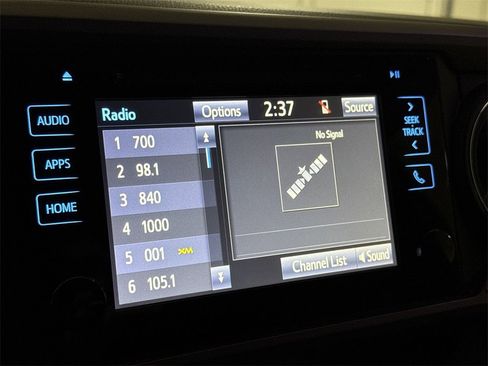 Radio Options 2:37 Source
AUDIO
APPS
HOME
SEEK
TRACK
No Signal
1 700
2 98.1
3 840
4 1000
5 001 XM
6 105.1
Channel List Sound